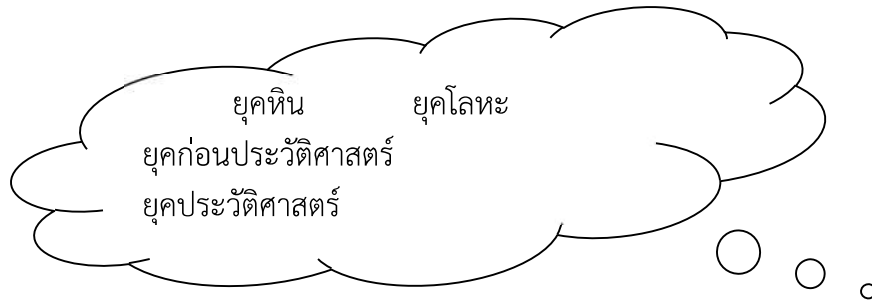 ยุคหิน ยุคโลหะ
ยุคก่อนประวัติศาสตร์
ยุคประวัติศาสตร์